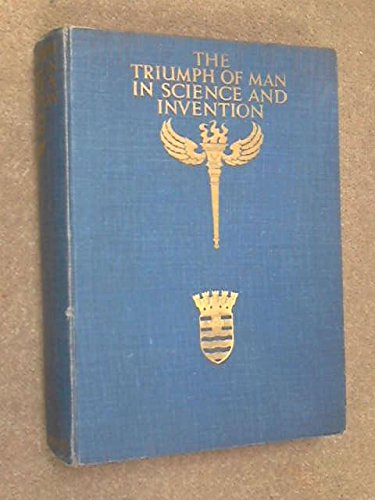 THE
TRIUMPH OF MAN
IN SCIENCE AND
INVENTION